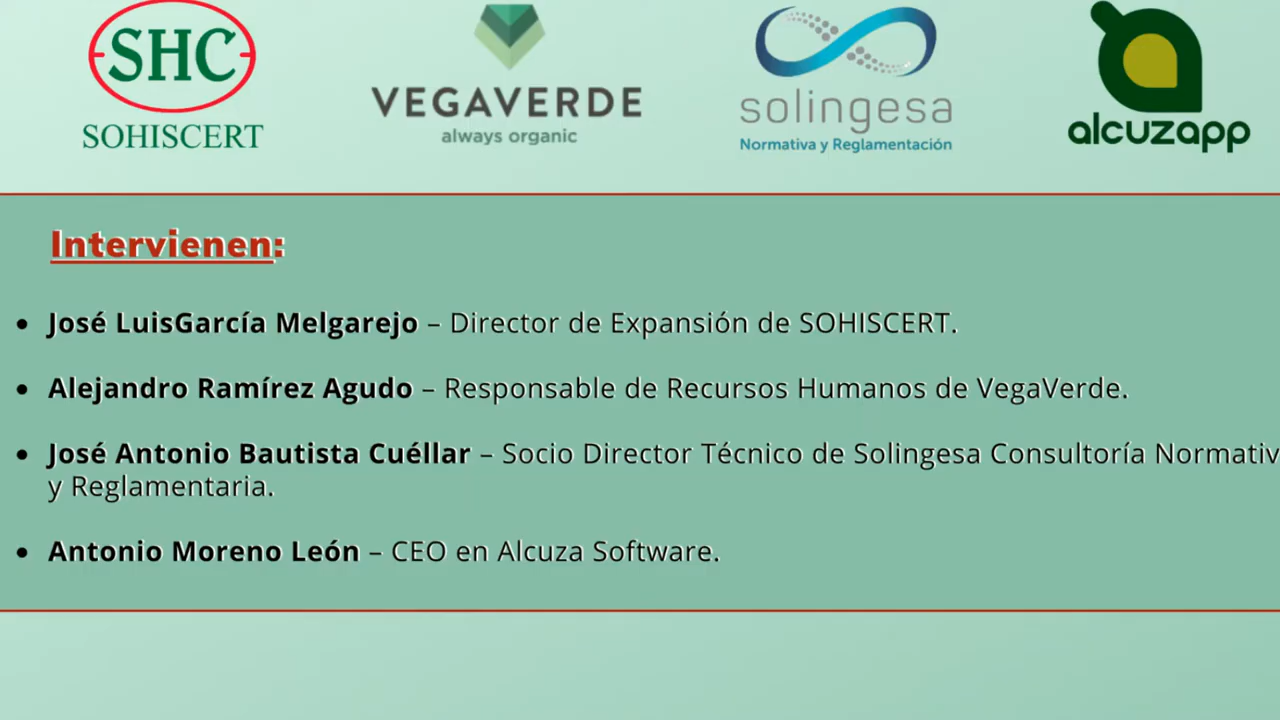 SHC
SOHISCERT
VEGAVERDE
always organic
solingesa
Normativa y Reglamentación
alcuzapp
Intervienen:
• José LuisGarcía Melgarejo – Director de Expansión de SOHISCERT.
• Alejandro Ramírez Agudo – Responsable de Recursos Humanos de VegaVerde.
• José Antonio Bautista Cuéllar – Socio Director Técnico de Solingesa Consultoría Normativ
y Reglamentaria.
• Antonio Moreno León – CEO en Alcuza Software.